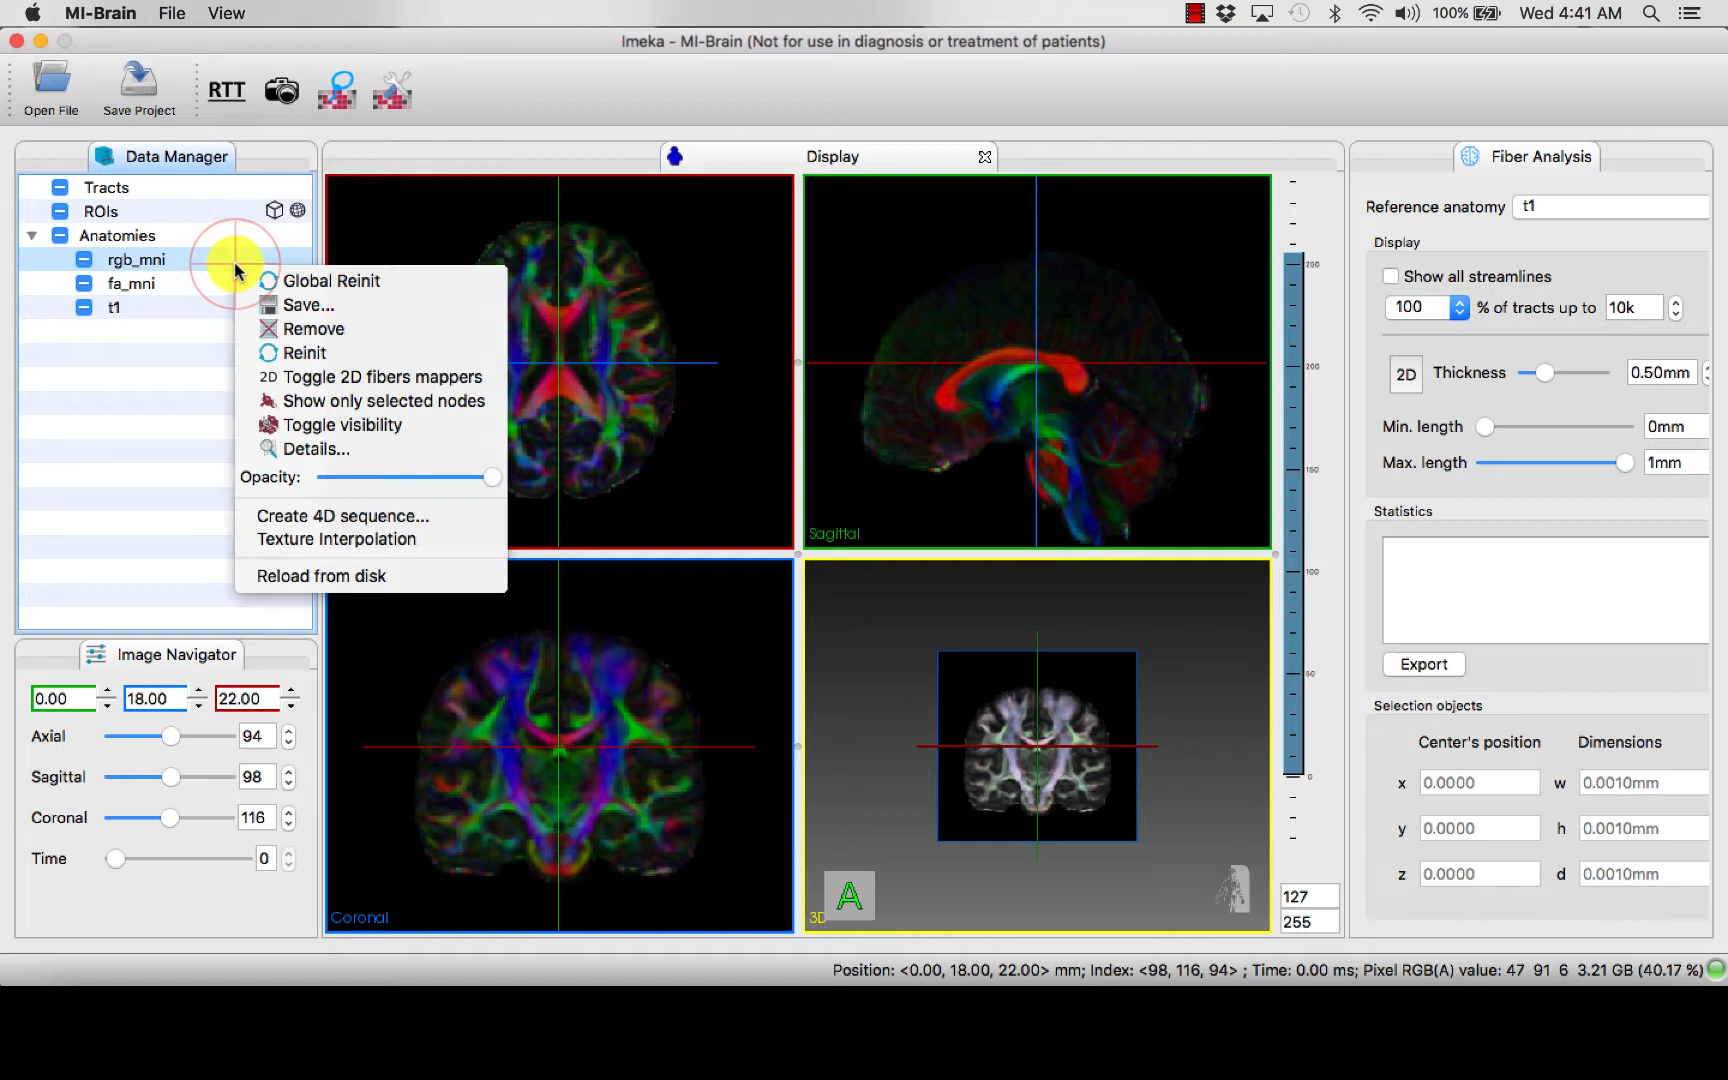 MI-Brain File View 100% Wed 4:41 AM
Imeka - MI-Brain (Not for use in diagnosis or treatment of patients)
Open File Save Project RTT
Data Manager
Tracts
ROIs
Anatomies
rgb_mni
fa_mni
t1
Global Reinit
Save...
Remove
Reinit
2D Toggle 2D fibers mappers
Show only selected nodes
Toggle visibility
Details...
Opacity:
Create 4D sequence...
Texture Interpolation
Reload from disk
Image Navigator
0.00 18.00 22.00
Axial 94
Sagittal 98
Coronal 116
Time 0
Display
Sagittal
Coronal
3D
A
250
200
150
100
50
0
127
255
Fiber Analysis
Reference anatomy t1
Display
Show all streamlines
100 % of tracts up to 10k
2D Thickness 0.50mm
Min. length 0mm
Max. length 1mm
Statistics
Export
Selection objects
Center's position Dimensions
x 0.0000 w 0.0010mm
y 0.0000 h 0.0010mm
z 0.0000 d 0.0010mm
Position: <0.00, 18.00, 22.00> mm; Index: <98, 116, 94> ; Time: 0.00 ms; Pixel RGB(A) value: 47 91 6 3.21 GB (40.17 %)